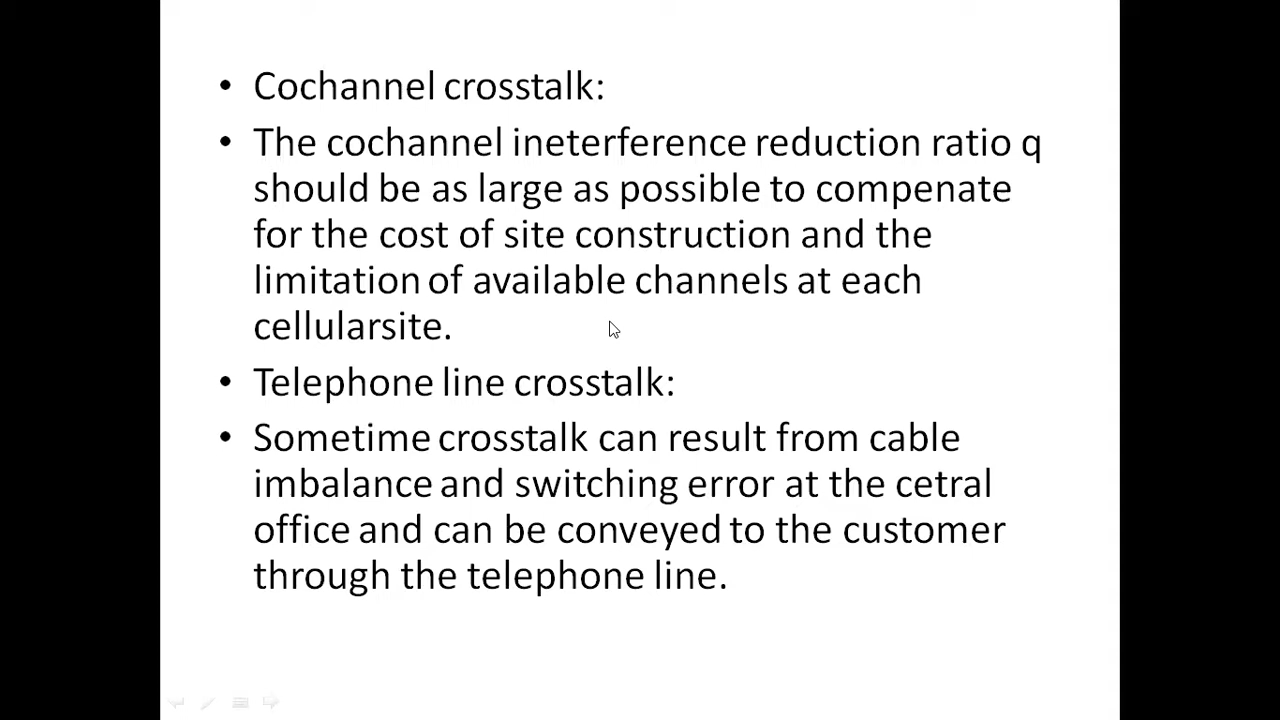 • Cochannel crosstalk:
• The cochannel ineterference reduction ratio q
should be as large as possible to compenate
for the cost of site construction and the
limitation of available channels at each
cellularsite.
• Telephone line crosstalk:
• Sometime crosstalk can result from cable
imbalance and switching error at the cetral
office and can be conveyed to the customer
through the telephone line.